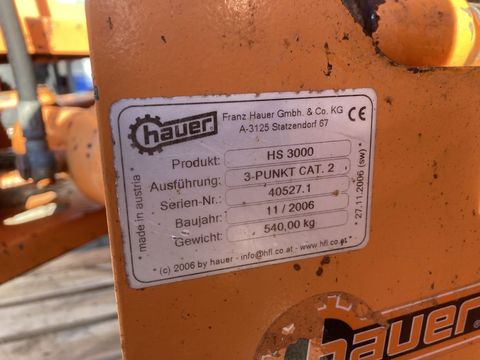 hauer
Franz Hauer Gmbh. & Co. KG
A-3125 Statzendorf 67
CE
Produkt: HS 3000
Ausführung: 3-PUNKT CAT. 2
Serien-Nr.: 40527.1
Baujahr: 11 / 2006
Gewicht: 540,00 kg
* made in austria *
* 27.11.2006 (ow) *
(c) 2006 by hauer - info@hfl.co.at - www.hfl.co.at
hauer